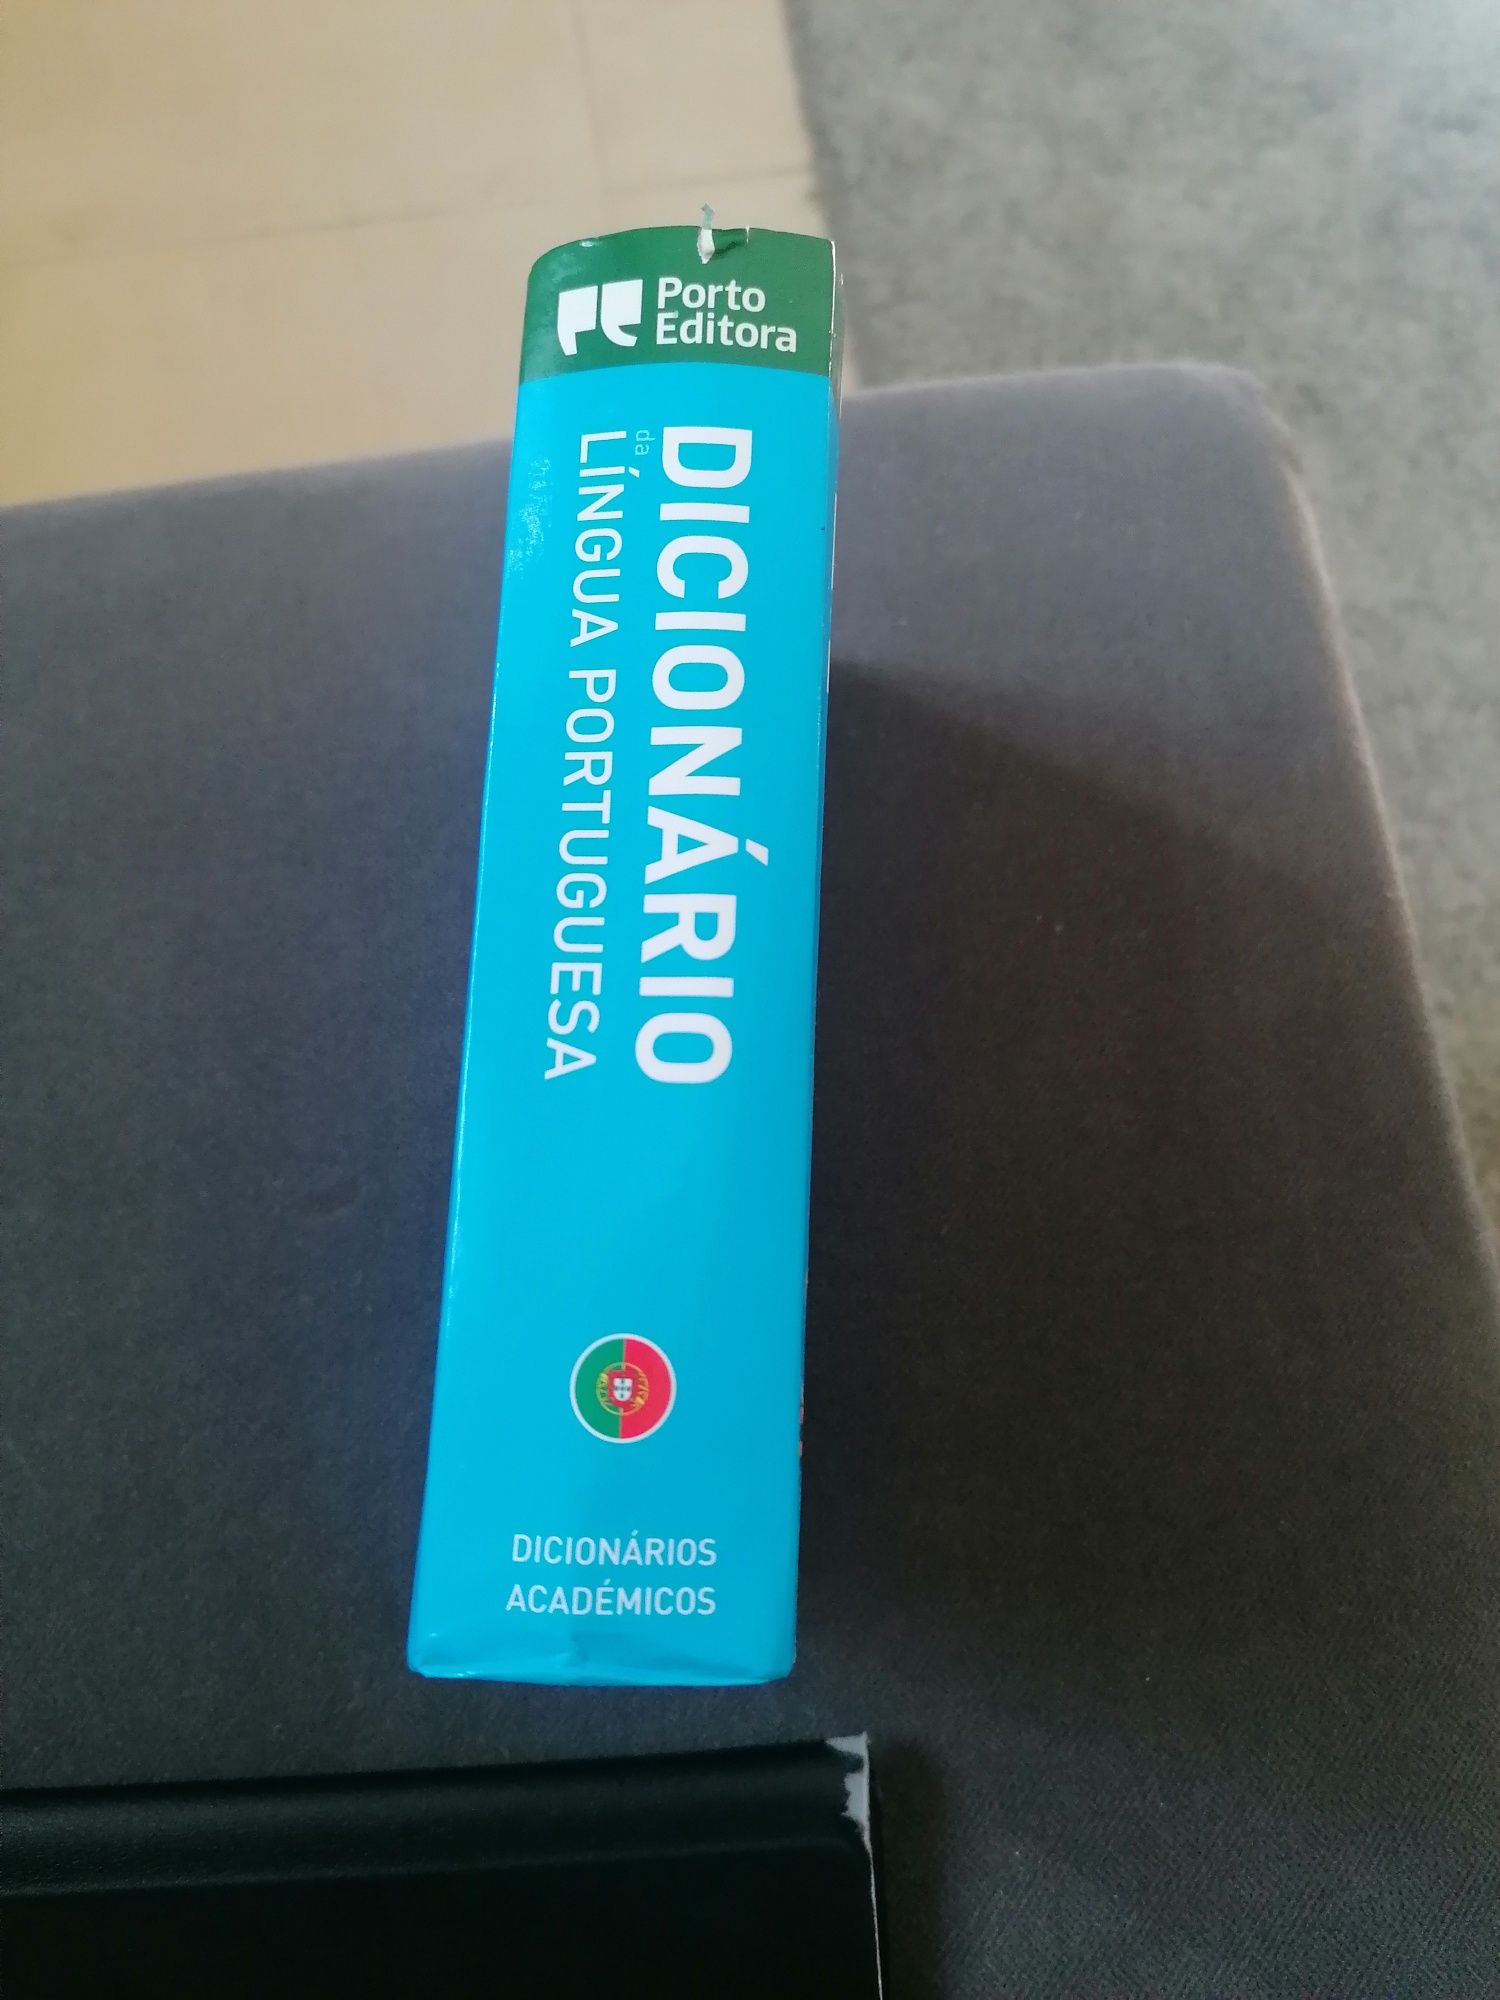 Porto
Editora
DICIONÁRIO
da
LÍNGUA PORTUGUESA
DICIONÁRIOS
ACADÉMICOS